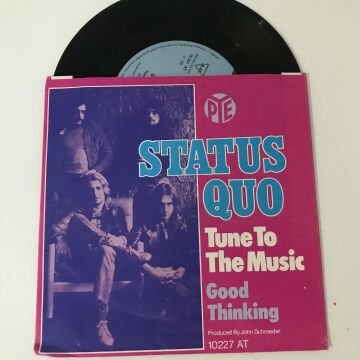 PYE
STATUS
QUO
Tune To
The Music
Good
Thinking
Produced By John Schroeder
10227 AT